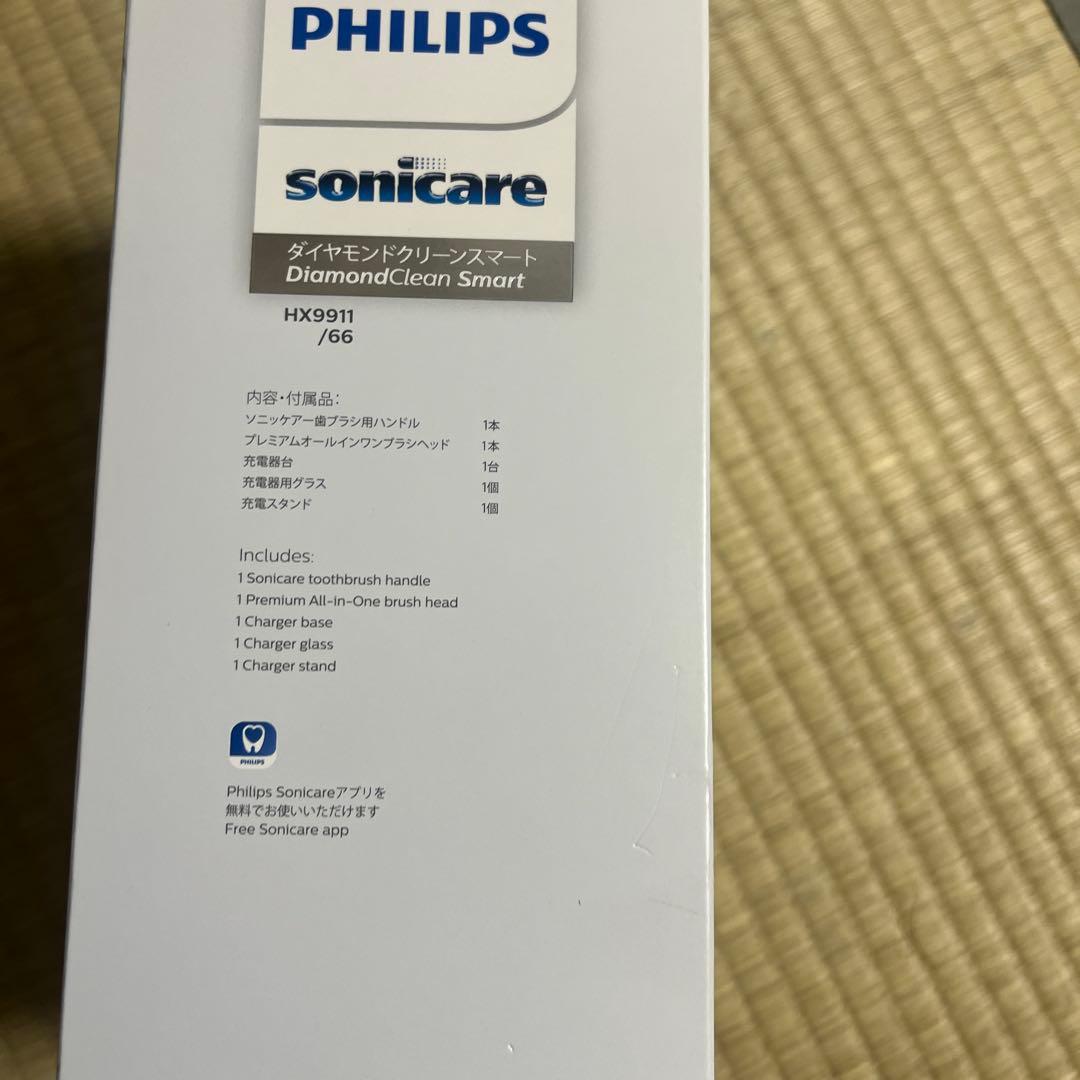 PHILIPS
sonicare
ダイヤモンドクリーンスマート
DiamondClean Smart
HX9911
/66
内容・付属品：
ソニッケアー歯ブラシ用ハンドル 1本
プレミアムオールインワンブラシヘッド 1本
充電器台 1台
充電器用グラス 1個
充電スタンド 1個
Includes:
1 Sonicare toothbrush handle
1 Premium All-in-One brush head
1 Charger base
1 Charger glass
1 Charger stand
PHILIPS
Philips Sonicareアプリを
無料でお使いいただけます
Free Sonicare app